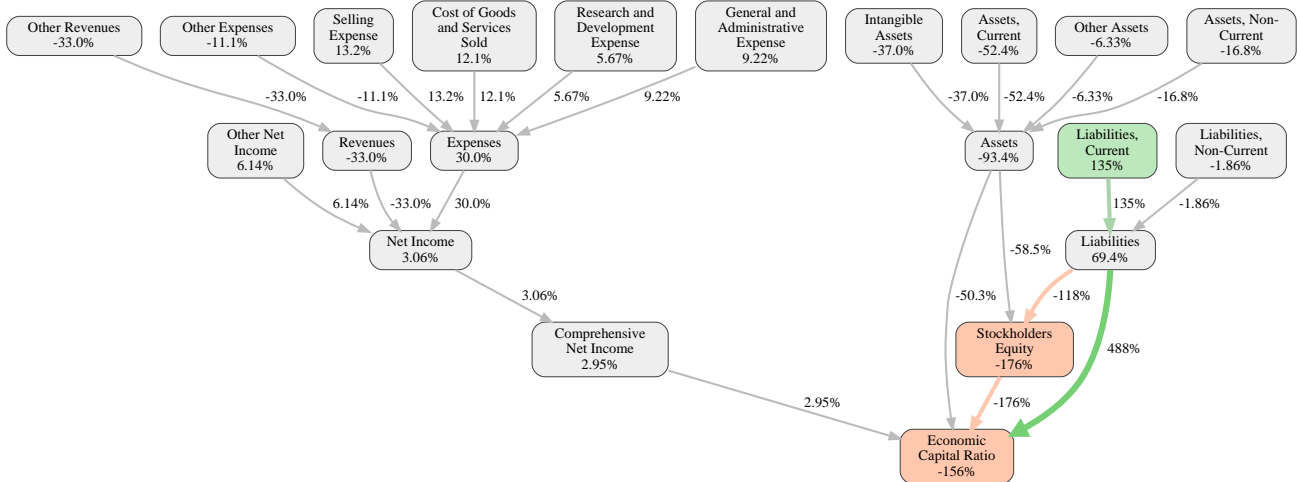 Other Revenues
-33.0%
Other Expenses
-11.1%
Selling
Expense
13.2%
Cost of Goods
and Services
Sold
12.1%
Research and
Development
Expense
5.67%
General and
Administrative
Expense
9.22%
Intangible
Assets
-37.0%
Assets,
Current
-52.4%
Other Assets
-6.33%
Assets, Non-
Current
-16.8%
-33.0%
-11.1%
13.2%
12.1%
5.67%
9.22%
-37.0%
-52.4%
-6.33%
-16.8%
Other Net
Income
6.14%
Revenues
-33.0%
Expenses
30.0%
Assets
-93.4%
Liabilities,
Current
135%
Liabilities,
Non-Current
-1.86%
6.14%
-33.0%
30.0%
135%
-1.86%
Net Income
3.06%
-58.5%
Liabilities
69.4%
3.06%
-50.3%
-118%
Comprehensive
Net Income
2.95%
Stockholders
Equity
-176%
488%
2.95%
-176%
Economic
Capital Ratio
-156%